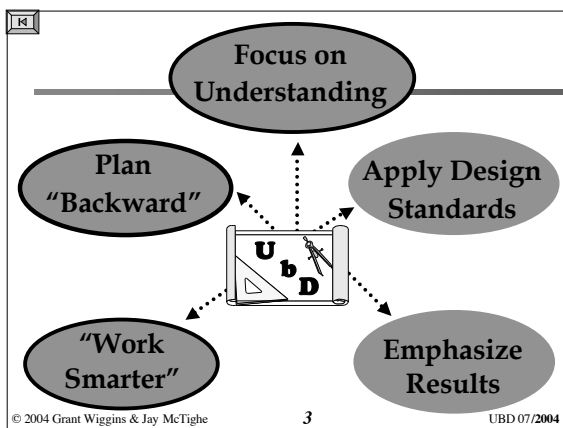 Focus on
Understanding
Plan
“Backward”
Apply Design
Standards
U
b
D
“Work
Smarter”
Emphasize
Results
© 2004 Grant Wiggins & Jay McTighe
3
UBD 07/2004